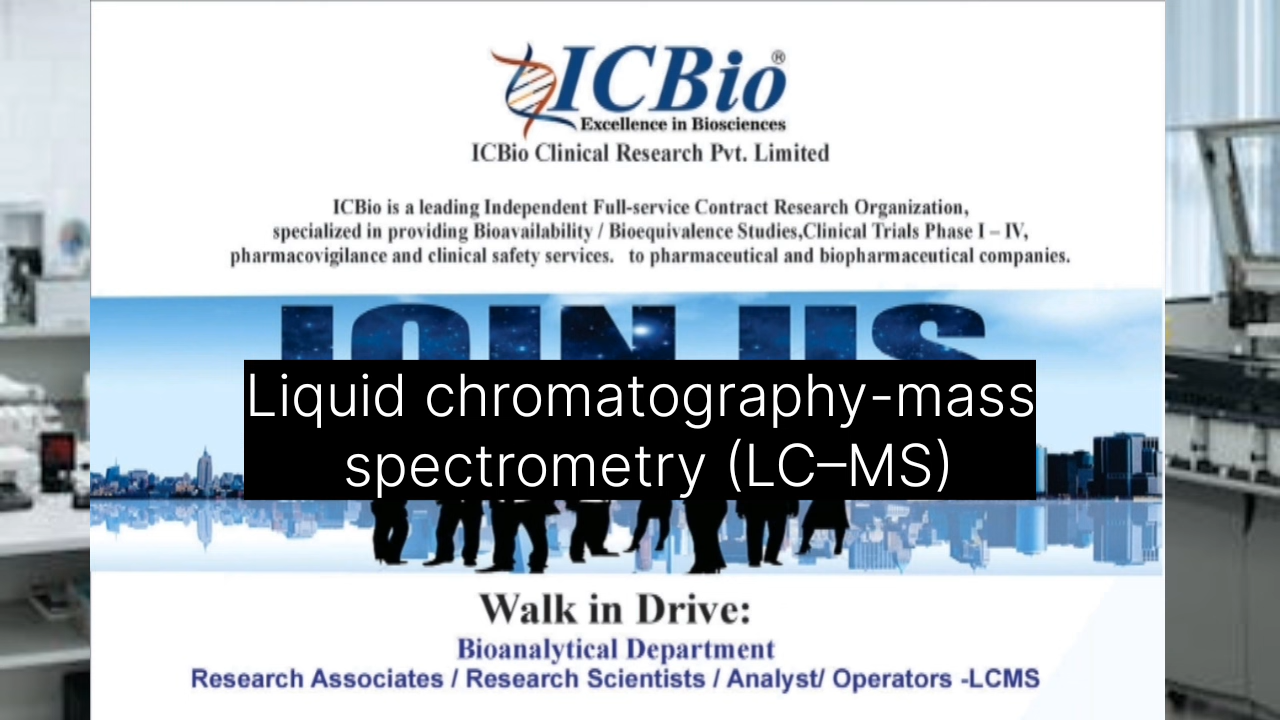 ICBio®
Excellence in Biosciences
ICBio Clinical Research Pvt. Limited
ICBio is a leading Independent Full-service Contract Research Organization,
specialized in providing Bioavailability / Bioequivalence Studies,Clinical Trials Phase I – IV,
pharmacovigilance and clinical safety services. to pharmaceutical and biopharmaceutical companies.
JOIN US
Liquid chromatography-mass
spectrometry (LC–MS)
Walk in Drive:
Bioanalytical Department
Research Associates / Research Scientists / Analyst/ Operators -LCMS